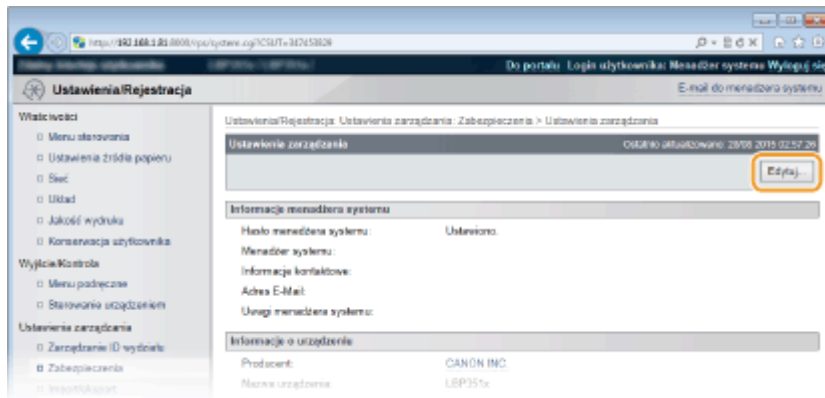 Do portalu Login użytkownika: Menadżer systemu Wyloguj się
Ustawienia/Rejestracja
E-mail do menadżera systemu
Właściwości
Menu sterowania
Ustawienia źródła papieru
Sieć
Układ
Jakość wydruku
Konserwacja użytkownika
Wyjście/Kontrola
Menu podręczne
Sterowanie urządzeniem
Ustawienia zarządzania
Zarządzanie ID wydziału
Zabezpieczenia
Import/Eksport
Ustawienia/Rejestracja: Ustawienia zarządzania: Zabezpieczenia > Ustawienia zarządzania
Ustawienia zarządzania
Ostatnio aktualizowano: 28/08 2015 02:57:26
Edytuj...
Informacje menadżera systemu
Hasło menadżera systemu: Ustawiono.
Menadżer systemu:
Informacje kontaktowe:
Adres E-Mail:
Uwagi menadżera systemu:
Informacje o urządzeniu
Producent: CANON INC.
Nazwa urządzenia: LBP351x